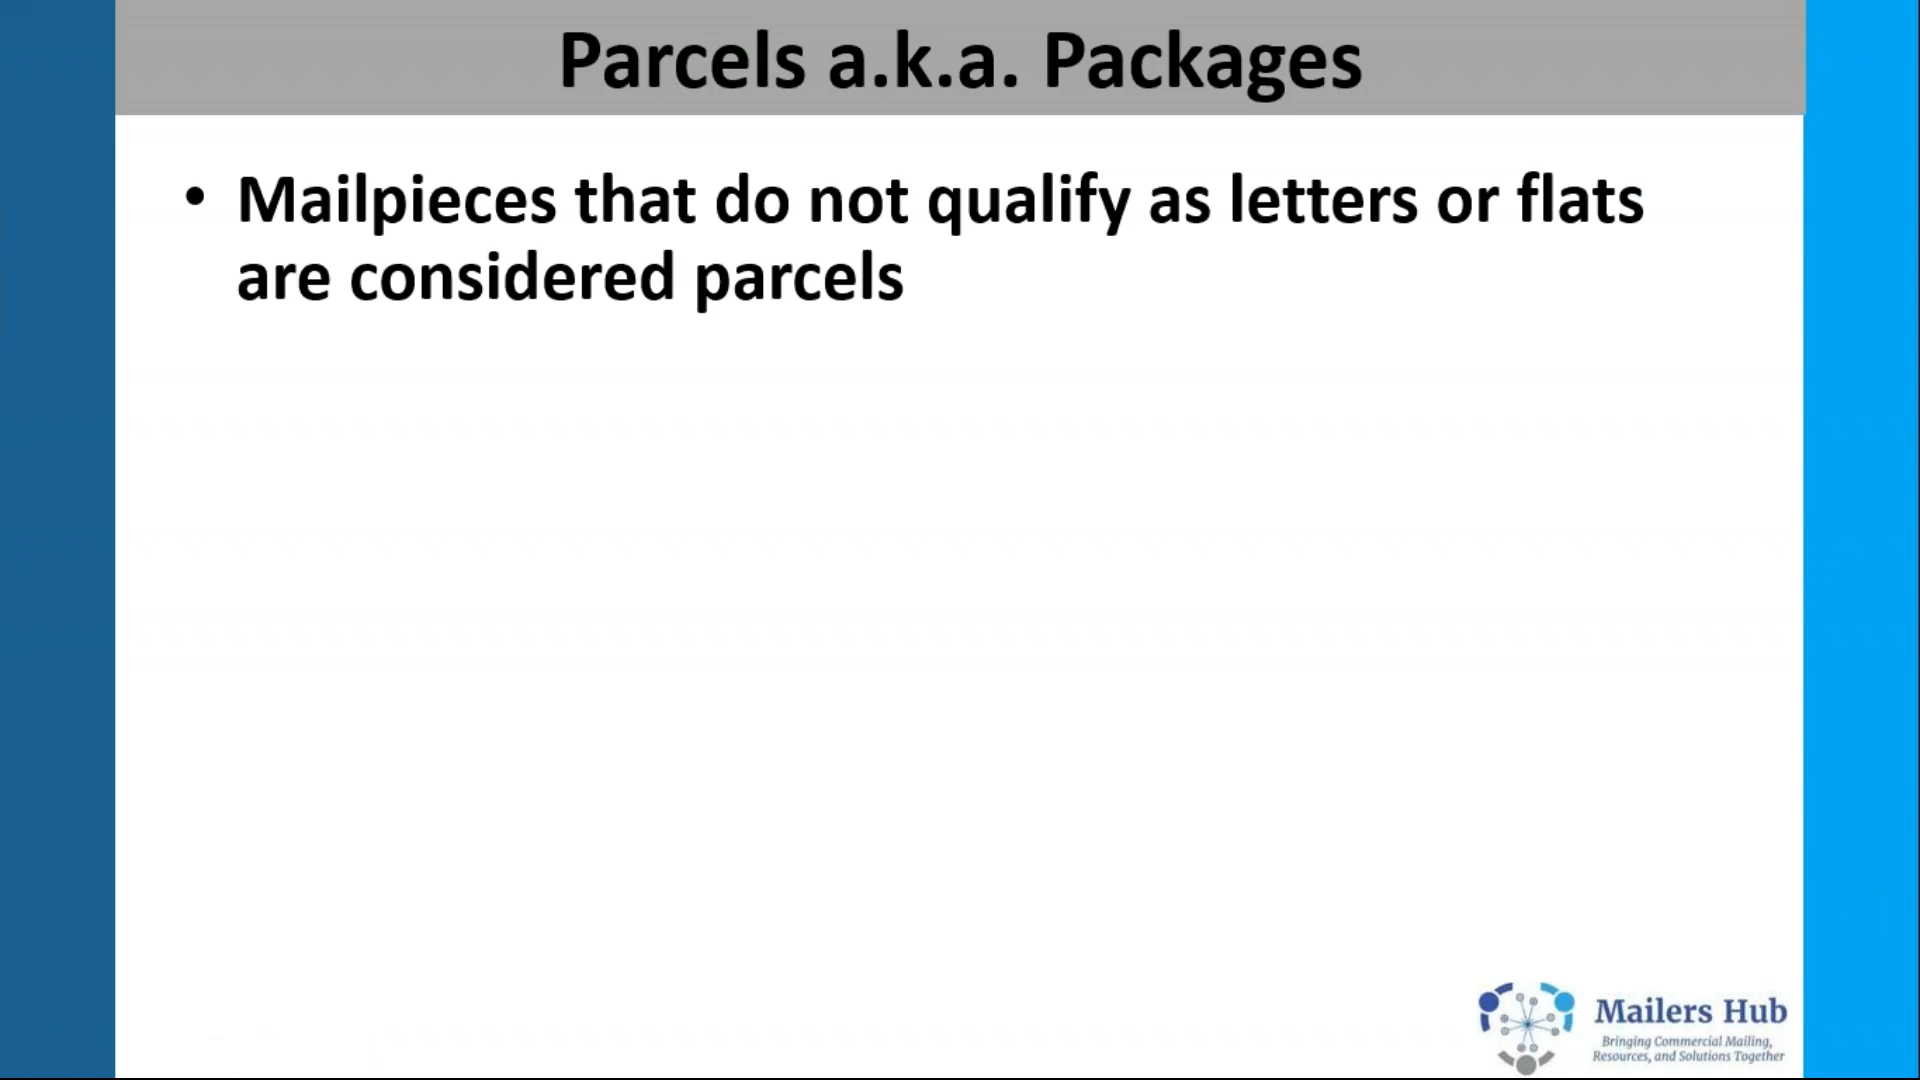 Parcels a.k.a. Packages
• Mailpieces that do not qualify as letters or flats
are considered parcels
Mailers Hub
Bringing Commercial Mailing,
Resources, and Solutions Together